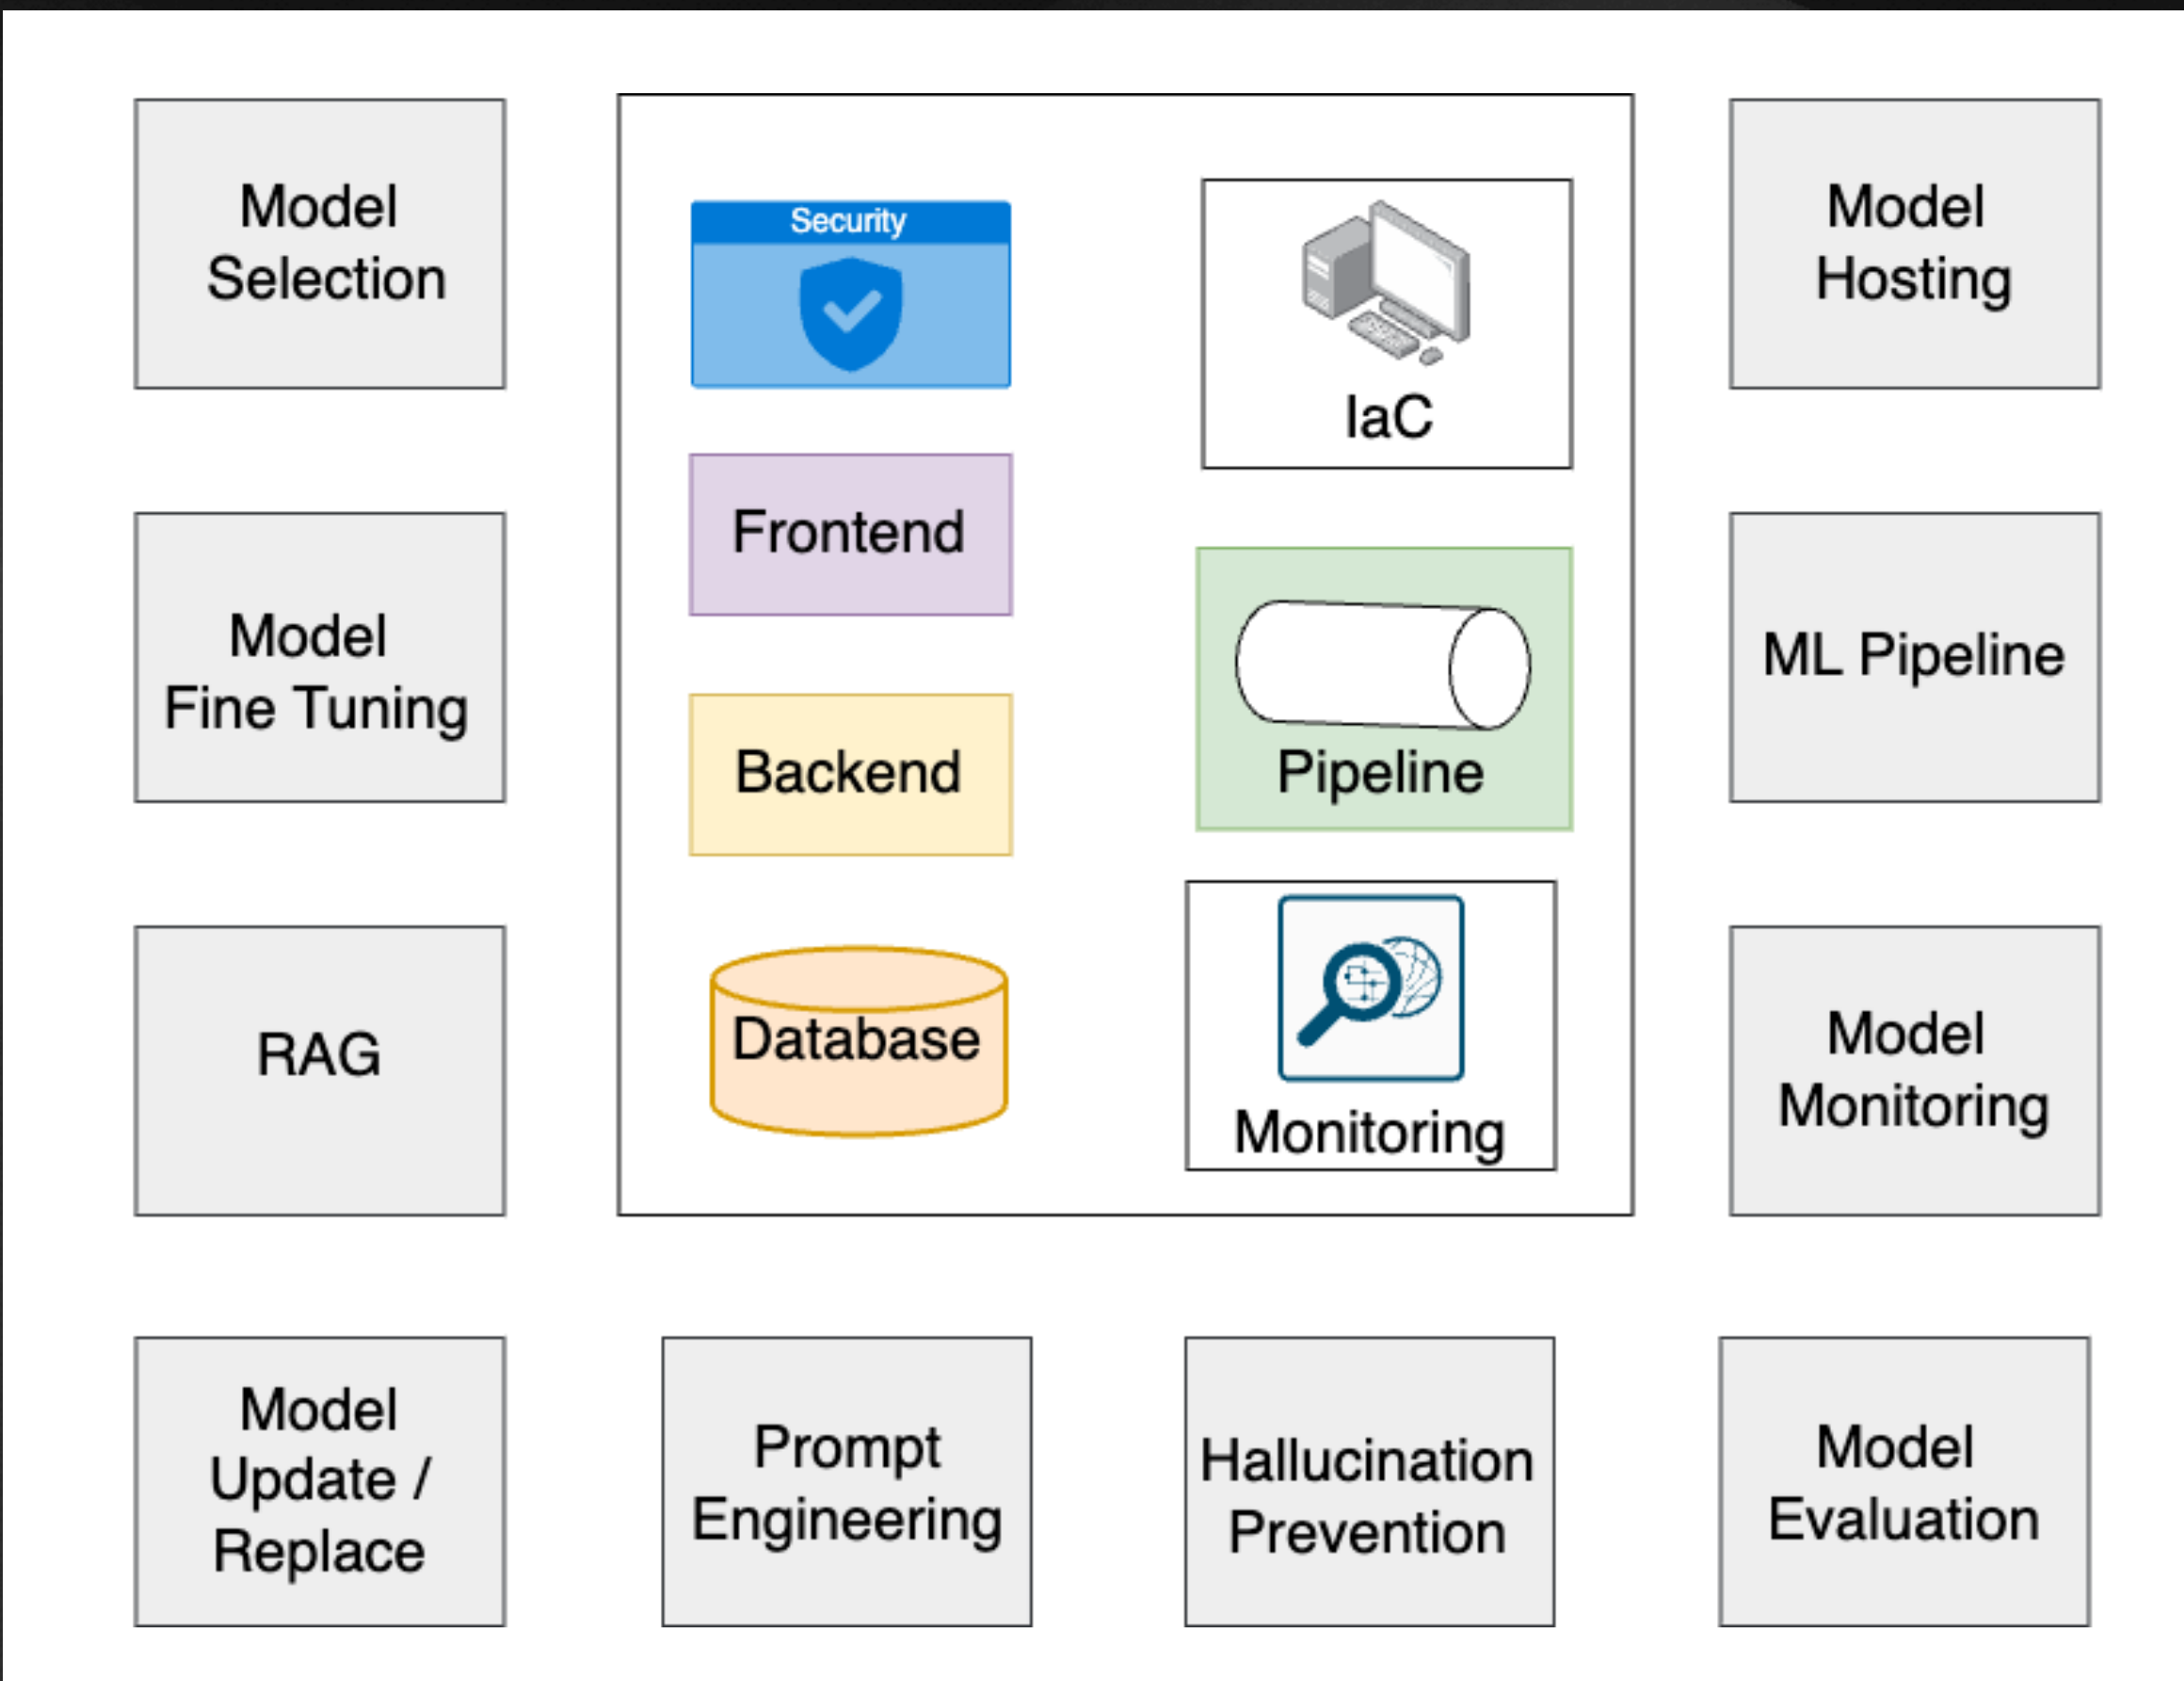 Model
Selection
Security
IaC
Model
Hosting
Frontend
Model
Fine Tuning
Backend
Pipeline
ML Pipeline
RAG
Database
Monitoring
Model
Monitoring
Model
Update /
Replace
Prompt
Engineering
Hallucination
Prevention
Model
Evaluation